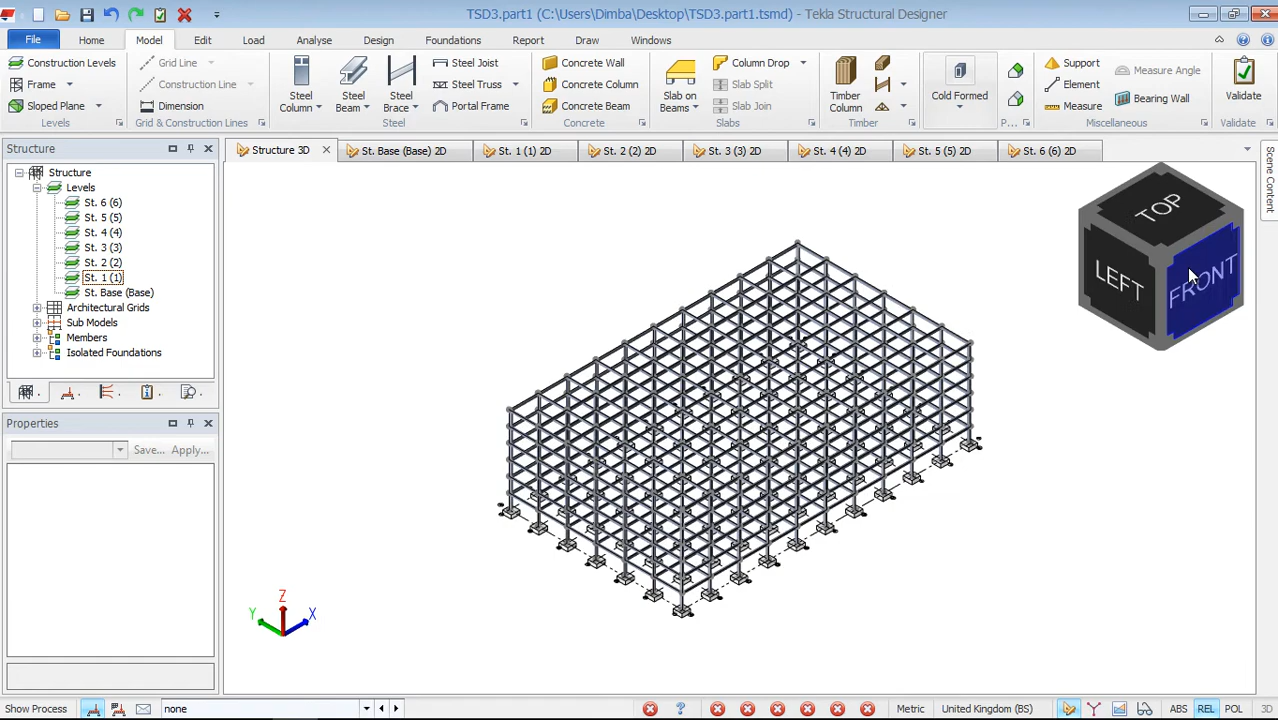 TSD3.part1 (C:\Users\Dimba\Desktop\TSD3.part1.tsmd) - Tekla Structural Designer
File Home Model Edit Load Analyse Design Foundations Report Draw Windows
Construction Levels
Frame
Sloped Plane
Levels
Grid Line
Construction Line
Dimension
Grid & Construction Lines
Steel Column
Steel Beam
Steel Brace
Steel Joist
Steel Truss
Portal Frame
Steel
Concrete Wall
Concrete Column
Concrete Beam
Concrete
Slab on Beams
Column Drop
Slab Split
Slab Join
Slabs
Timber Column
Timber
Cold Formed
P...
Support
Element
Measure
Measure Angle
Bearing Wall
Miscellaneous
Validate
Validate
Structure
Structure 3D
St. Base (Base) 2D
St. 1 (1) 2D
St. 2 (2) 2D
St. 3 (3) 2D
St. 4 (4) 2D
St. 5 (5) 2D
St. 6 (6) 2D
Scene Content
Structure
Levels
St. 6 (6)
St. 5 (5)
St. 4 (4)
St. 3 (3)
St. 2 (2)
St. 1 (1)
St. Base (Base)
Architectural Grids
Sub Models
Members
Isolated Foundations
Properties
Save... Apply...
TOP
LEFT
FRONT
Z
Y
X
Show Process
none
Metric
United Kingdom (BS)
ABS REL POL 3D